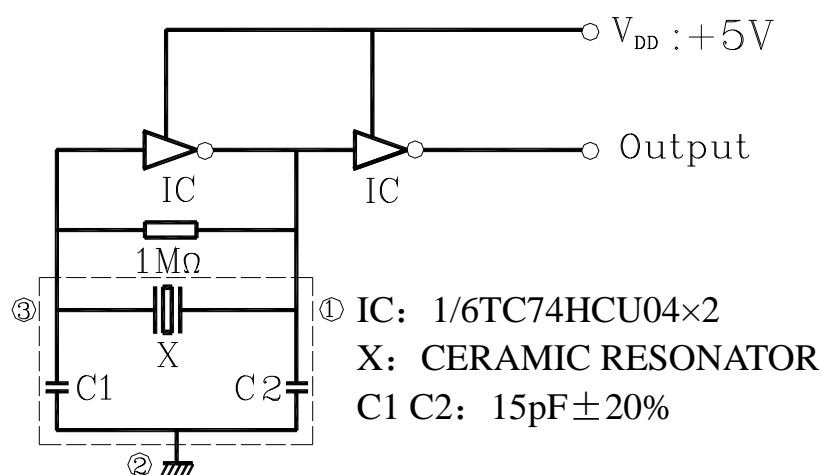 V_DD :+5V
Output
IC
IC
1MΩ
③
①
X
C1
C2
②
IC：1/6TC74HCU04×2
X：CERAMIC RESONATOR
C1 C2：15pF±20%